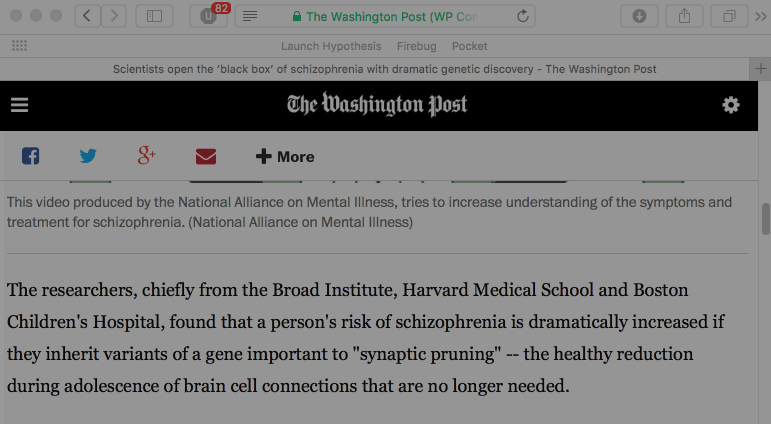 82
The Washington Post (WP Con
Launch Hypothesis Firebug Pocket
Scientists open the ‘black box’ of schizophrenia with dramatic genetic discovery - The Washington Post
The Washington Post
g+ More
This video produced by the National Alliance on Mental Illness, tries to increase understanding of the symptoms and
treatment for schizophrenia. (National Alliance on Mental Illness)
The researchers, chiefly from the Broad Institute, Harvard Medical School and Boston
Children's Hospital, found that a person's risk of schizophrenia is dramatically increased if
they inherit variants of a gene important to "synaptic pruning" -- the healthy reduction
during adolescence of brain cell connections that are no longer needed.